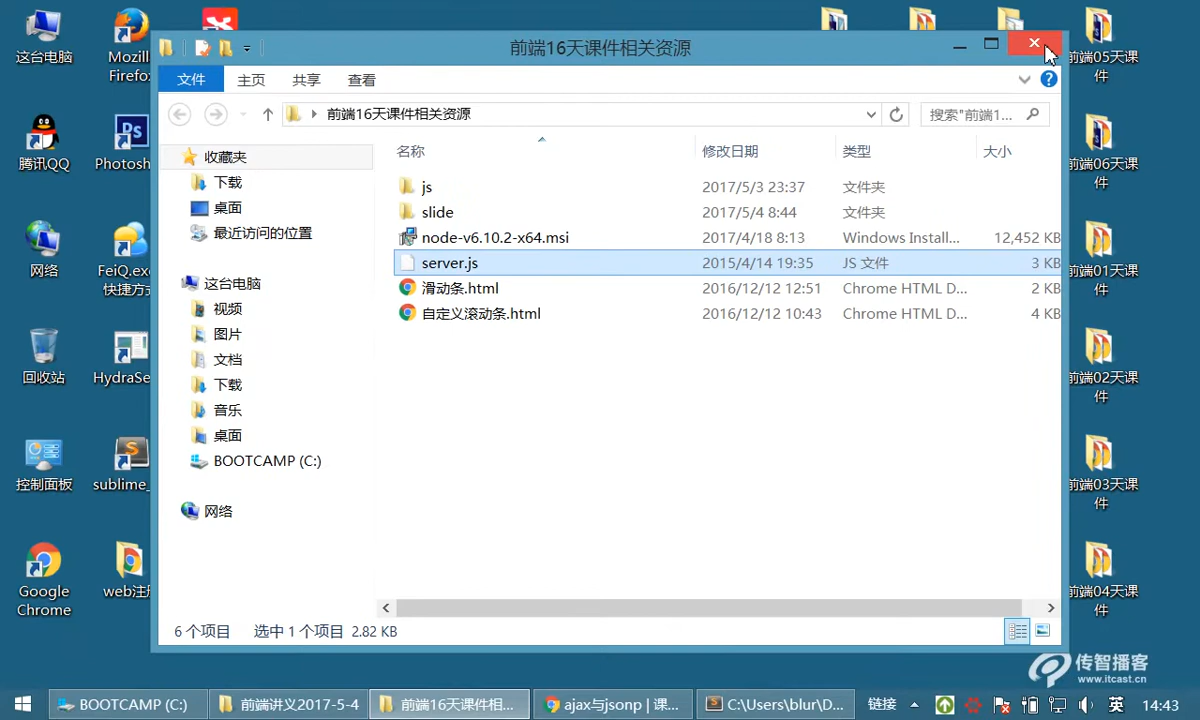 前端16天课件相关资源
文件 主页 共享 查看
前端16天课件相关资源 搜索"前端1...
收藏夹
下载
桌面
最近访问的位置
这台电脑
视频
图片
文档
下载
音乐
桌面
BOOTCAMP (C:)
网络
名称 修改日期 类型 大小
js 2017/5/3 23:37 文件夹
slide 2017/5/4 8:44 文件夹
node-v6.10.2-x64.msi 2017/4/18 8:13 Windows Install... 12,452 KB
server.js 2015/4/14 19:35 JS 文件 3 KB
滑动条.html 2016/12/12 12:51 Chrome HTML D... 2 KB
自定义滚动条.html 2016/12/12 10:43 Chrome HTML D... 4 KB
6 个项目 选中 1 个项目 2.82 KB
这台电脑
Mozill
Firefo
腾讯QQ
Photosh
网络
FeiQ.exe
快捷方式
回收站
HydraSe
控制面板
sublime_
Google
Chrome
web注册
前端05天课
件
前端06天课
件
前端01天课
件
前端02天课
件
前端03天课
件
前端04天课
件
传智播客
www.itcast.cn
BOOTCAMP (C:) 前端讲义2017-5-4 前端16天课件相... ajax与jsonp | 课... C:\Users\blur\D... 链接 英 14:43